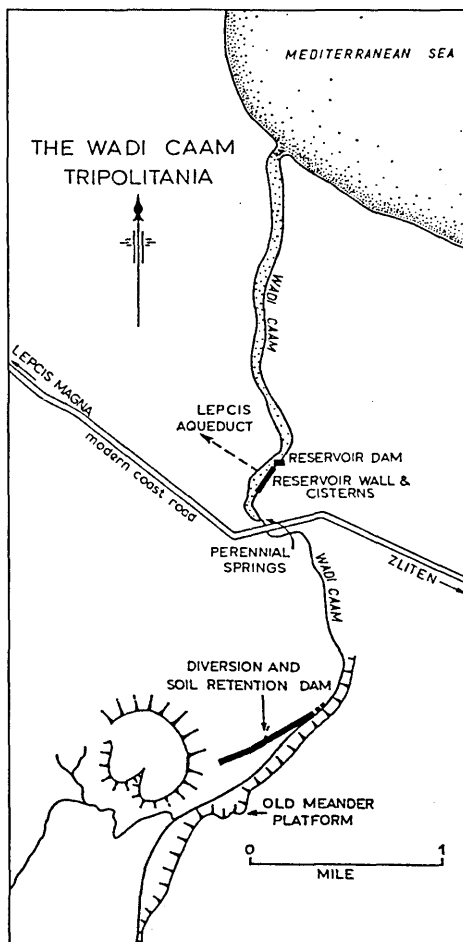 MEDITERRANEAN SEA
THE WADI CAAM
TRIPOLITANIA
WADI CAAM
LEPCIS MAGNA
modern coast road
LEPCIS
AQUEDUCT
RESERVOIR DAM
RESERVOIR WALL &
CISTERNS
PERENNIAL
SPRINGS
ZLITEN
WADI CAAM
DIVERSION AND
SOIL RETENTION DAM
OLD MEANDER
PLATFORM
0 1
MILE